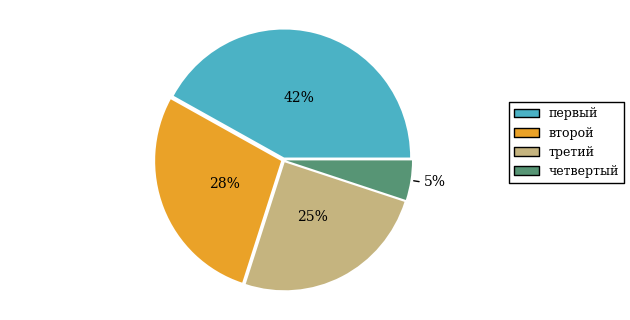 42%
28%
25%
5%
первый
второй
третий
четвертый